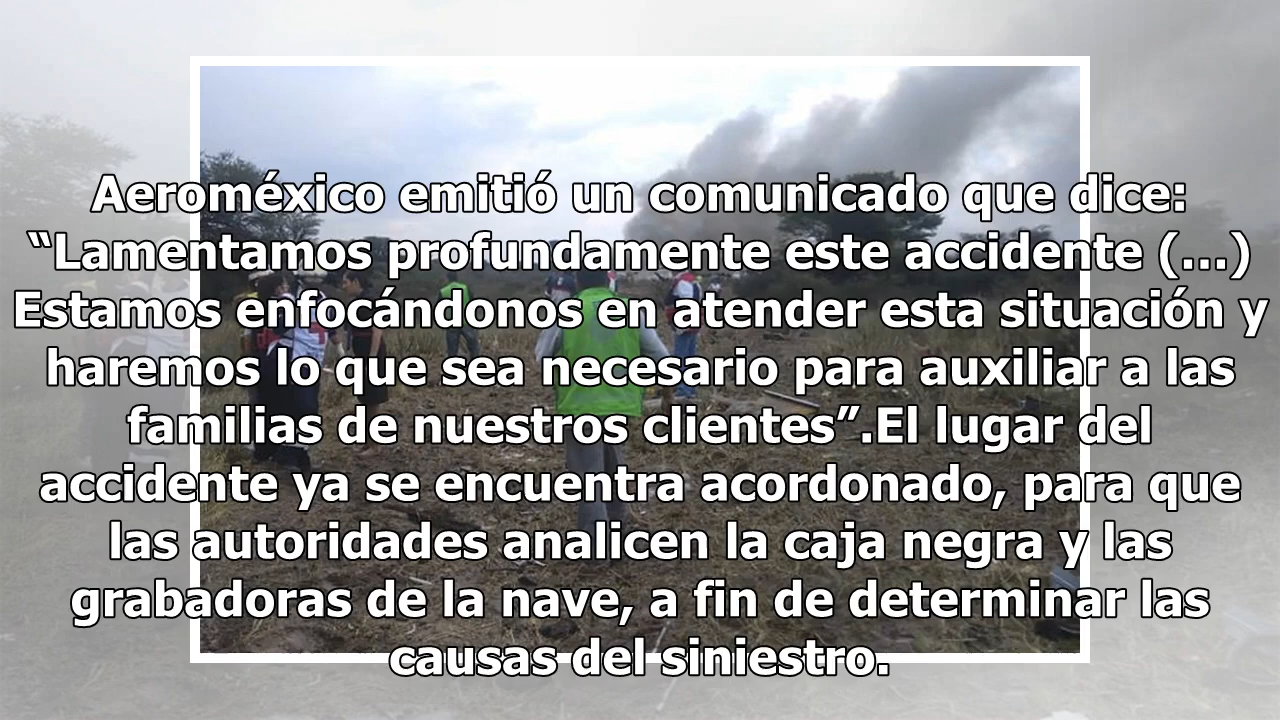 Aeroméxico emitió un comunicado que dice:
“Lamentamos profundamente este accidente (...)
Estamos enfocándonos en atender esta situación y
haremos lo que sea necesario para auxiliar a las
familias de nuestros clientes”.El lugar del
accidente ya se encuentra acordonado, para que
las autoridades analicen la caja negra y las
grabadoras de la nave, a fin de determinar las
causas del siniestro.